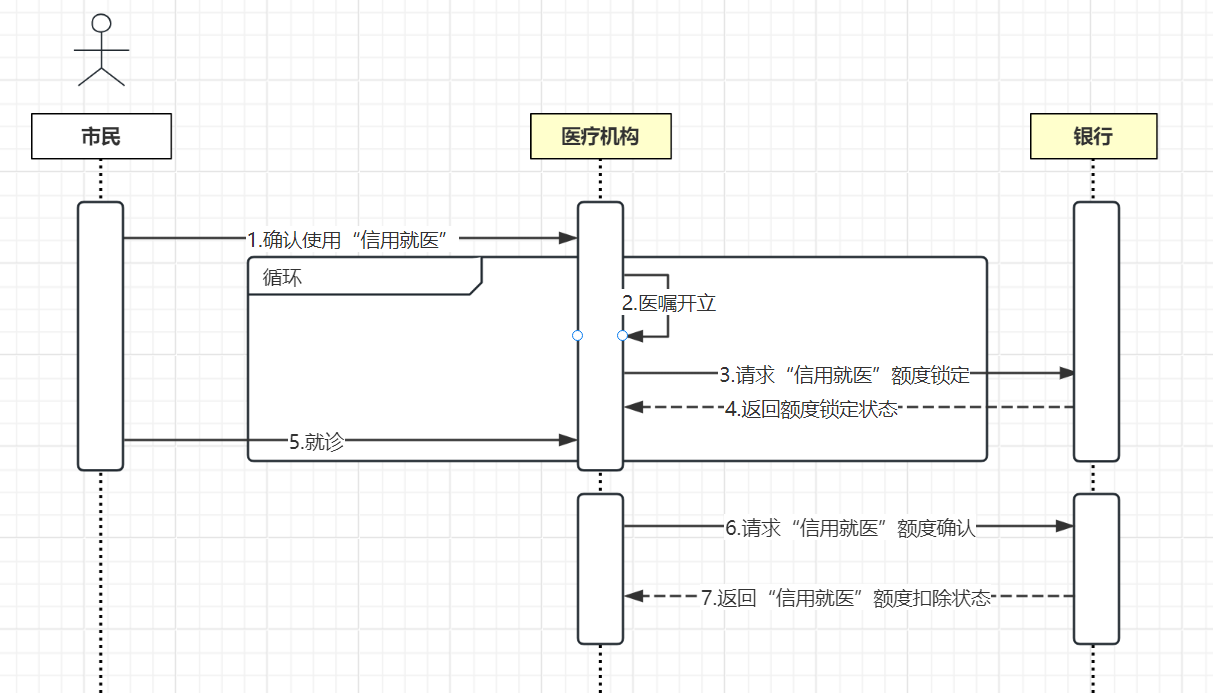 市民
医疗机构
银行
1.确认使用“信用就医”
循环
2.医嘱开立
3.请求“信用就医”额度锁定
4.返回额度锁定状态
5.就诊
6.请求“信用就医”额度确认
7.返回“信用就医”额度扣除状态